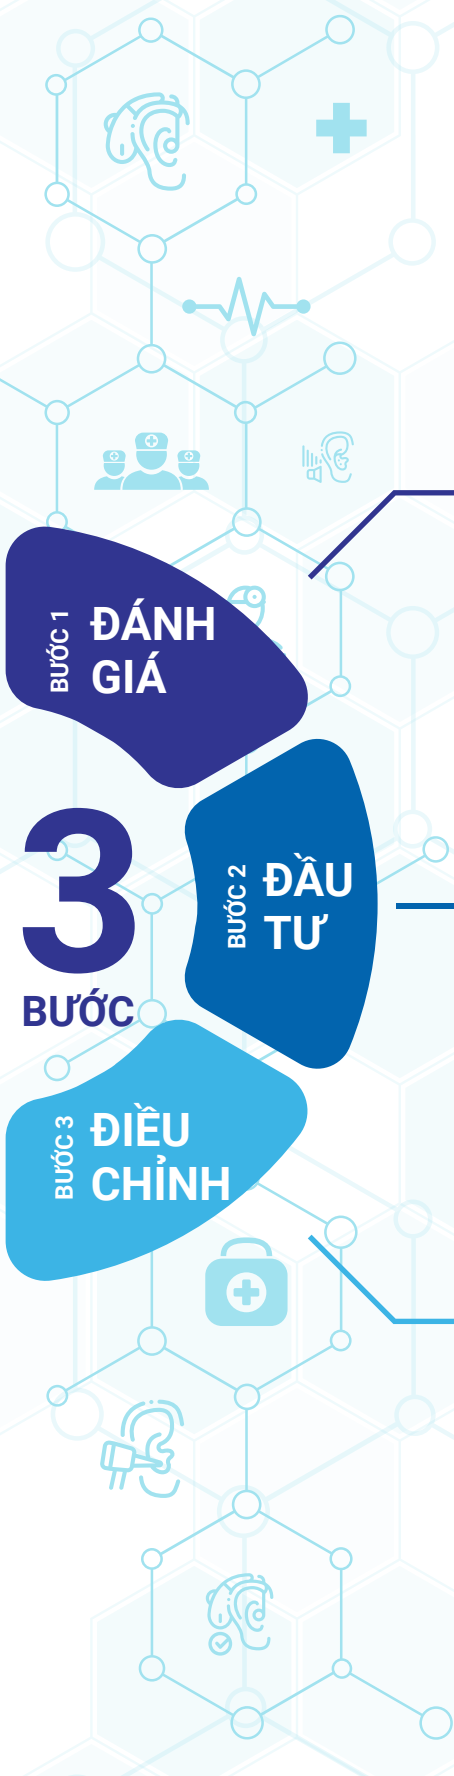 BƯỚC 1
ĐÁNH
GIÁ
3
BƯỚC
BƯỚC 2
ĐẦU
TƯ
BƯỚC 3
ĐIỀU
CHỈNH